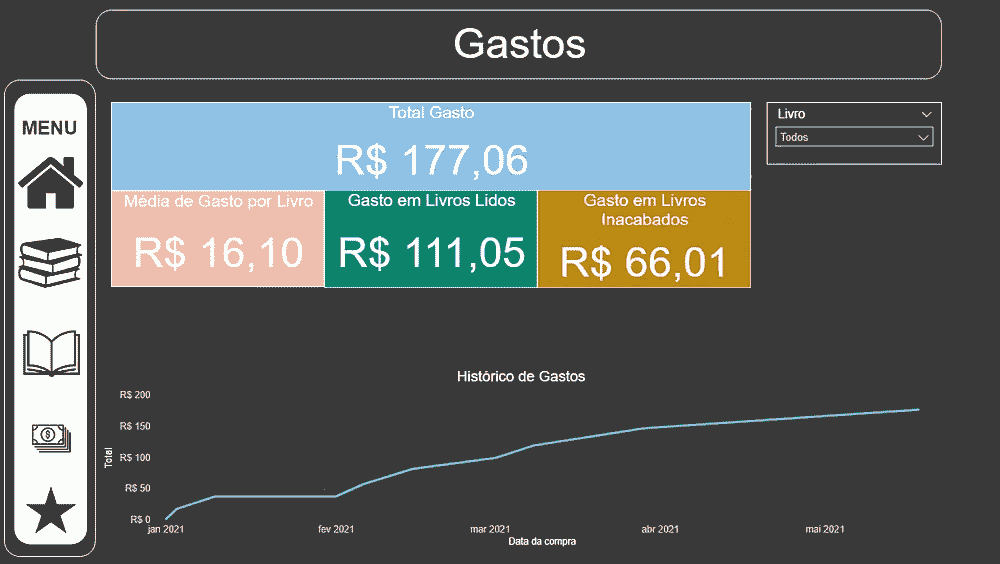 Gastos
MENU
Total Gasto
R$ 177,06
Média de Gasto por Livro
R$ 16,10
Gasto em Livros Lidos
R$ 111,05
Gasto em Livros
Inacabados
R$ 66,01
Livro
Todos
Histórico de Gastos
R$ 200
R$ 150
R$ 100
R$ 50
R$ 0
Total
jan 2021
fev 2021
mar 2021
abr 2021
mai 2021
Data da compra